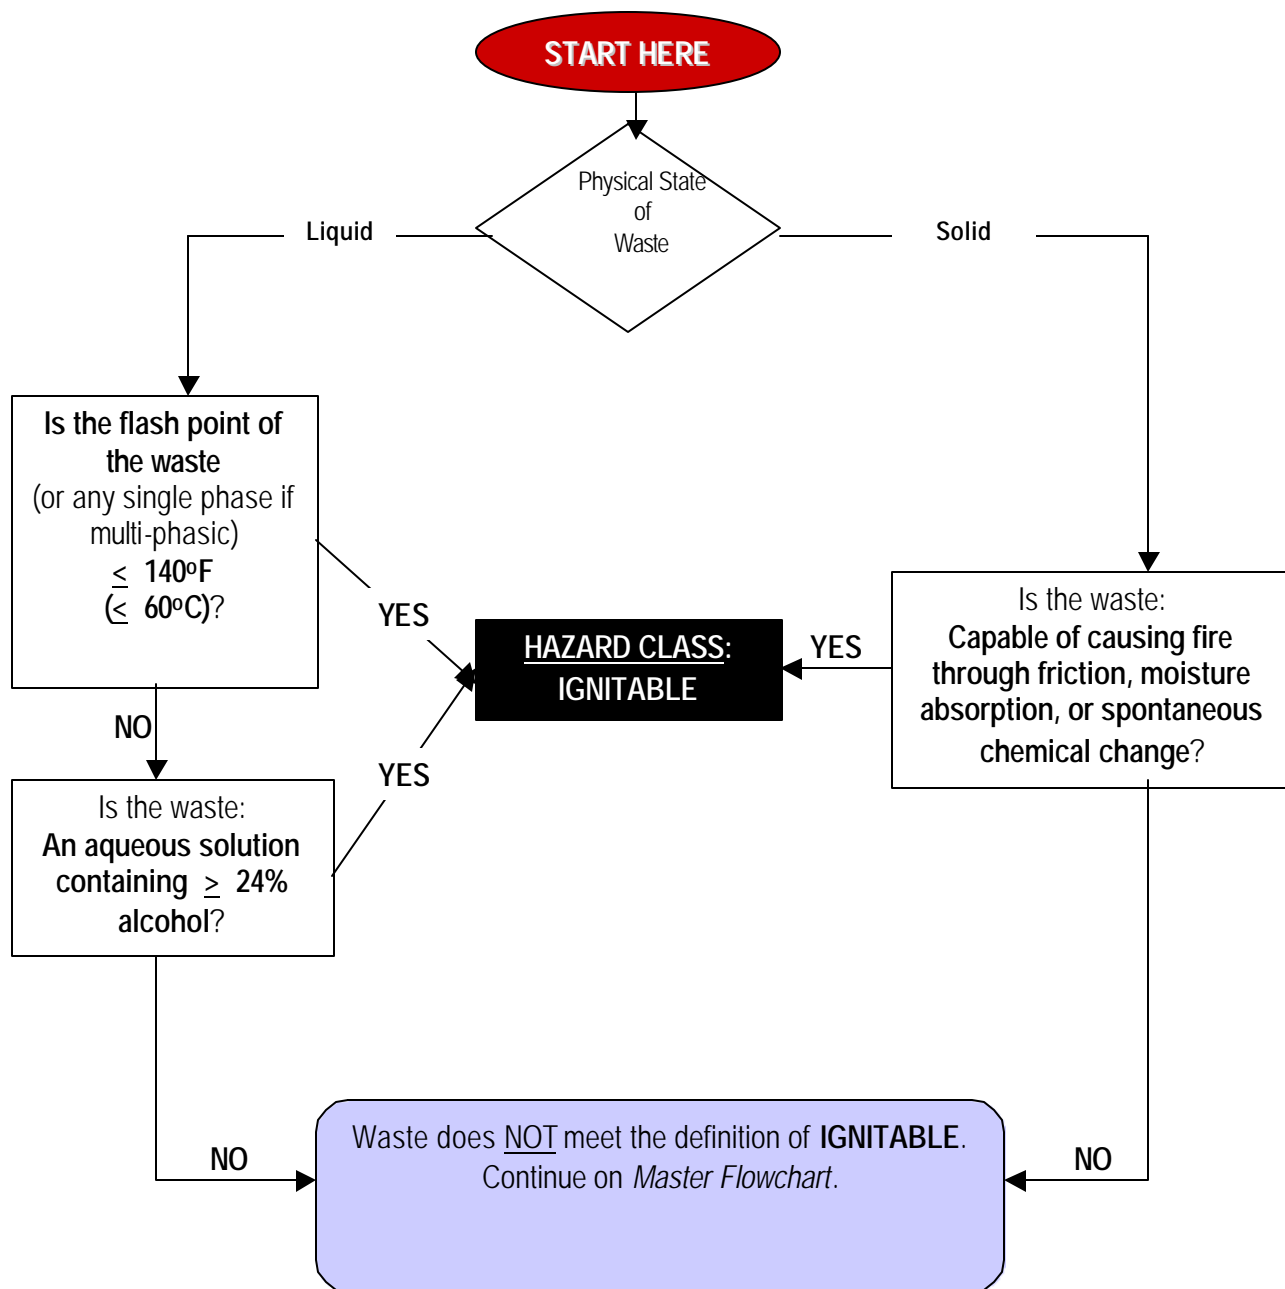 START HERE
Physical State
of
Waste
Liquid
Solid
Is the flash point of
the waste
(or any single phase if
multi-phasic)
≤ 140ºF
(≤ 60ºC)?
YES
NO
HAZARD CLASS:
IGNITABLE
YES
Is the waste:
Capable of causing fire
through friction, moisture
absorption, or spontaneous
chemical change?
Is the waste:
An aqueous solution
containing ≥ 24%
alcohol?
YES
NO
Waste does NOT meet the definition of IGNITABLE.
Continue on Master Flowchart.
NO